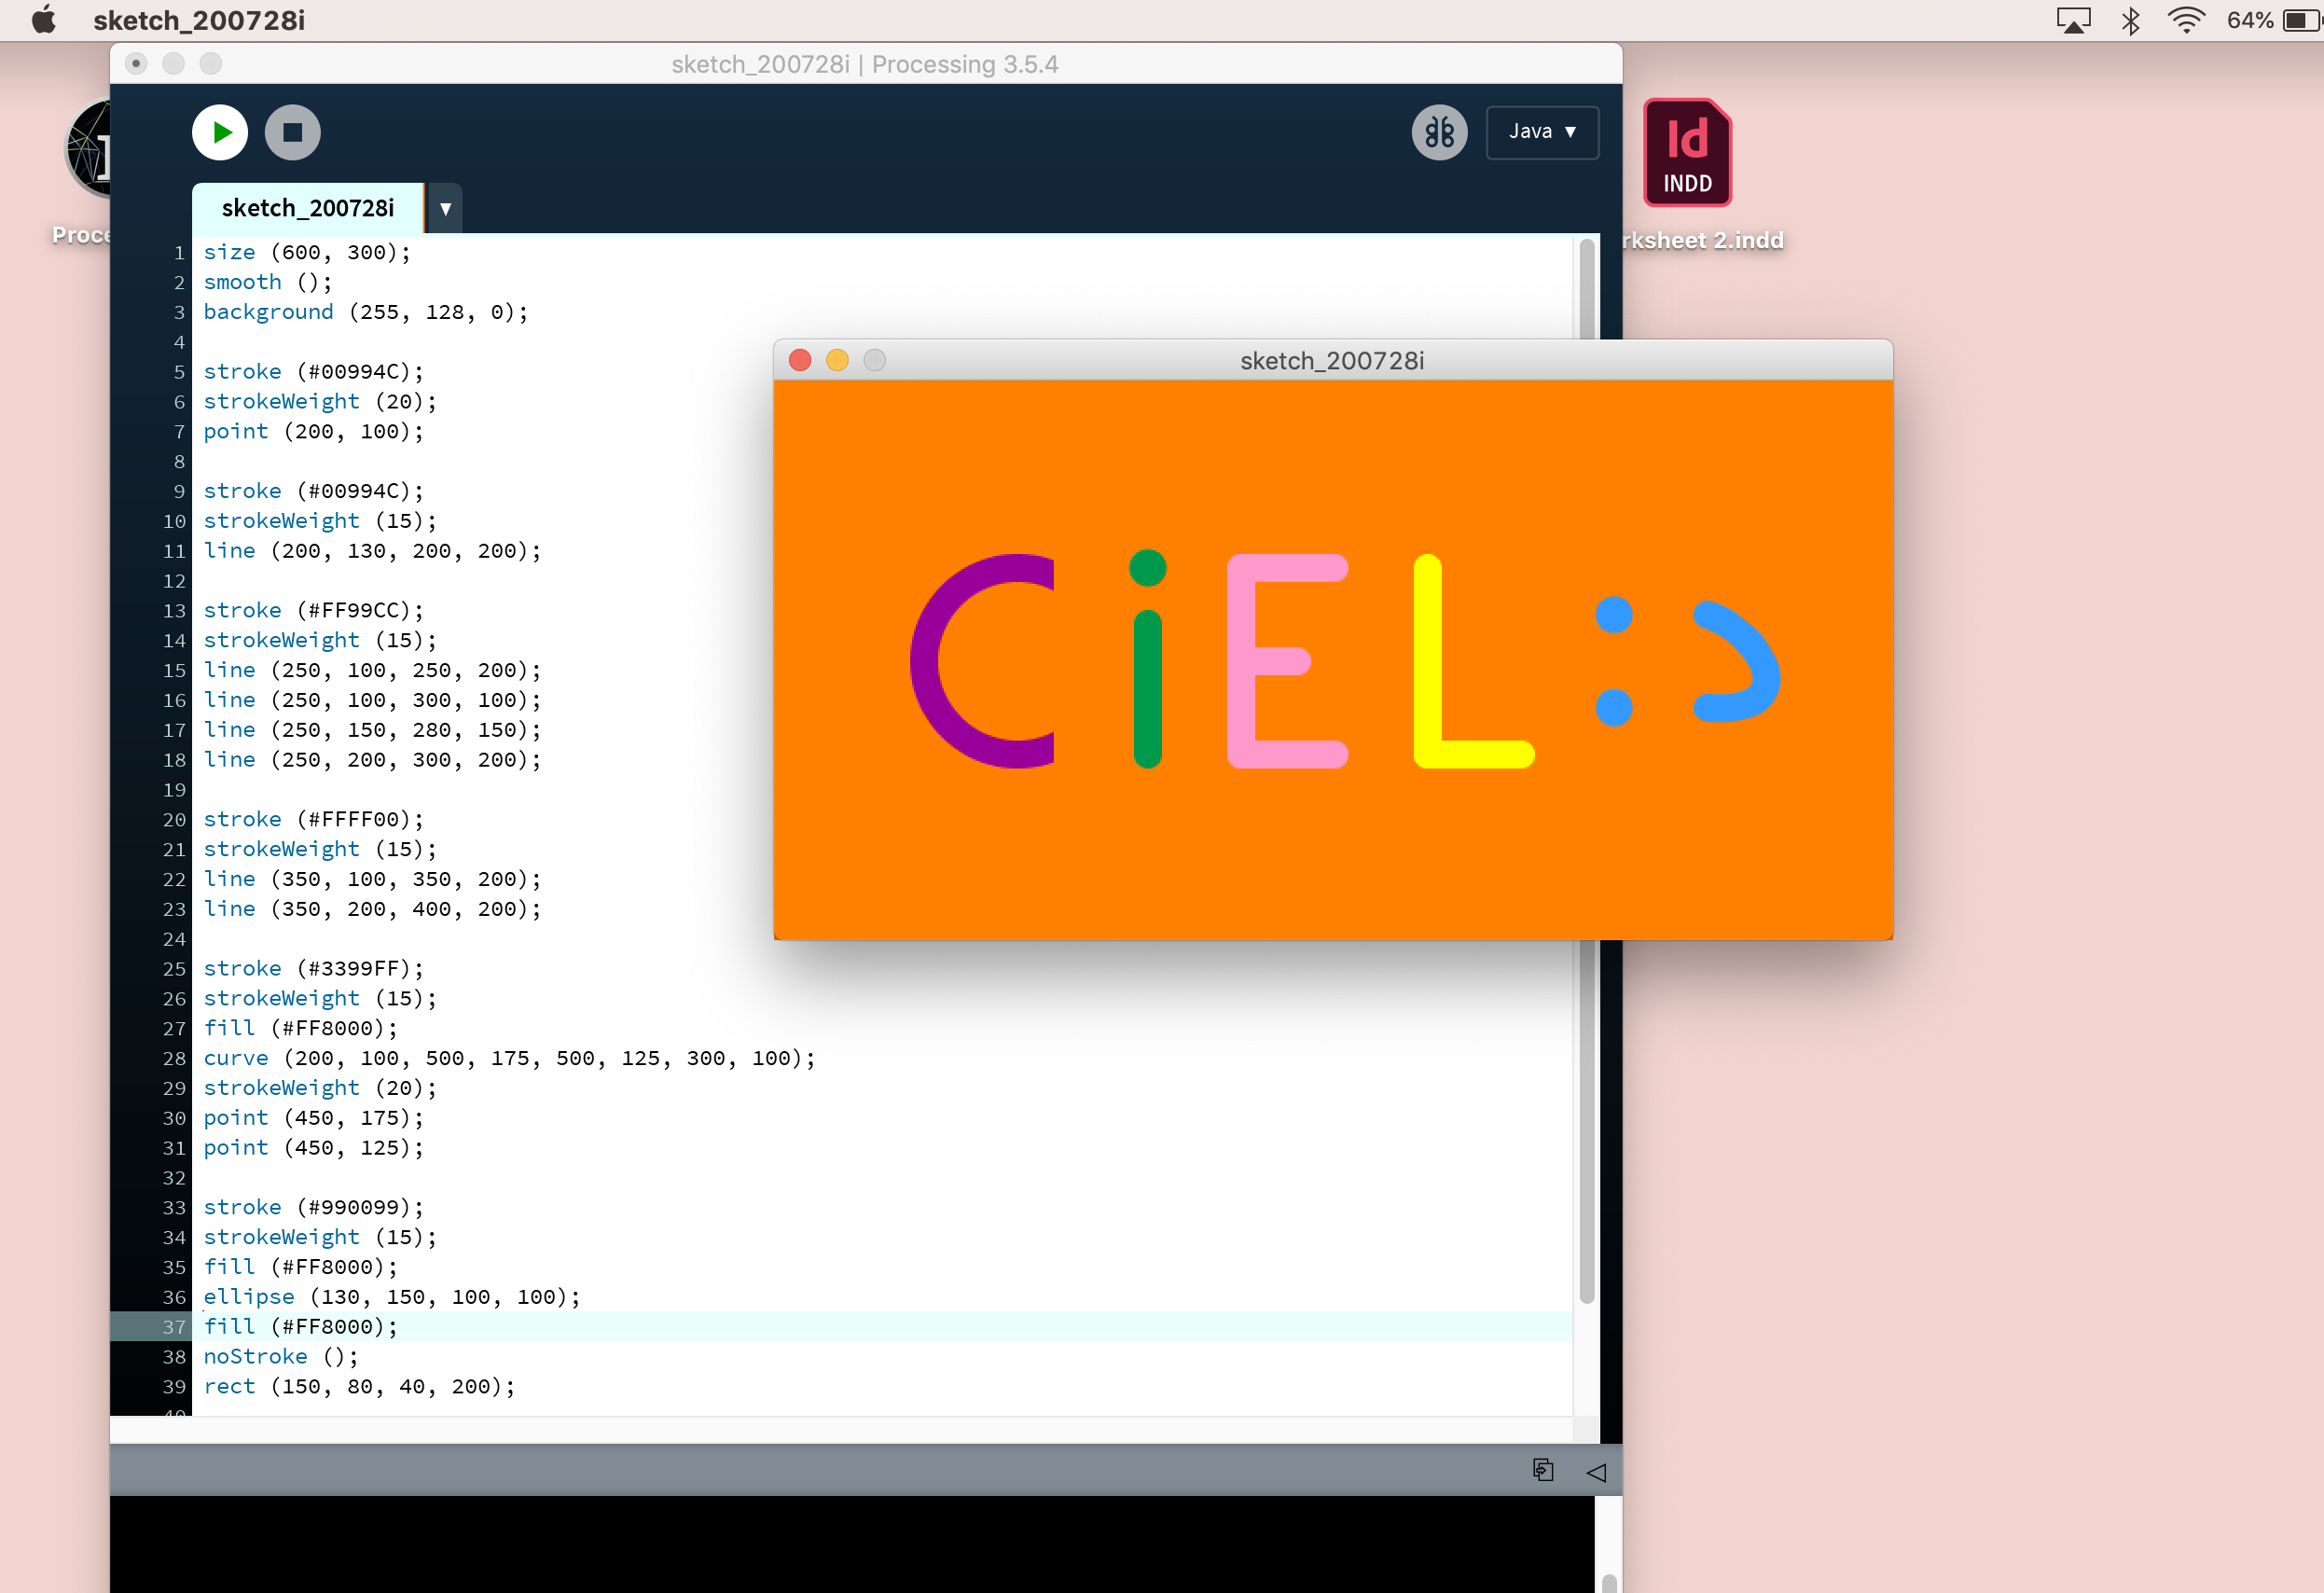 sketch_200728i
64%
sketch_200728i | Processing 3.5.4
Java ▼
Id
INDD
sketch_200728i ▼
rksheet 2.indd
1 size (600, 300);
2 smooth ();
3 background (255, 128, 0);
4
5 stroke (#00994C);
6 strokeWeight (20);
7 point (200, 100);
8
9 stroke (#00994C);
10 strokeWeight (15);
11 line (200, 130, 200, 200);
12
13 stroke (#FF99CC);
14 strokeWeight (15);
15 line (250, 100, 250, 200);
16 line (250, 100, 300, 100);
17 line (250, 150, 280, 150);
18 line (250, 200, 300, 200);
19
20 stroke (#FFFF00);
21 strokeWeight (15);
22 line (350, 100, 350, 200);
23 line (350, 200, 400, 200);
24
25 stroke (#3399FF);
26 strokeWeight (15);
27 fill (#FF8000);
28 curve (200, 100, 500, 175, 500, 125, 300, 100);
29 strokeWeight (20);
30 point (450, 175);
31 point (450, 125);
32
33 stroke (#990099);
34 strokeWeight (15);
35 fill (#FF8000);
36 ellipse (130, 150, 100, 100);
37 fill (#FF8000);
38 noStroke ();
39 rect (150, 80, 40, 200);
40
sketch_200728i
CiEL